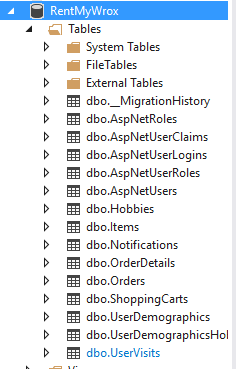 RentMyWrox
Tables
System Tables
FileTables
External Tables
dbo.__MigrationHistory
dbo.AspNetRoles
dbo.AspNetUserClaims
dbo.AspNetUserLogins
dbo.AspNetUserRoles
dbo.AspNetUsers
dbo.Hobbies
dbo.Items
dbo.Notifications
dbo.OrderDetails
dbo.Orders
dbo.ShoppingCarts
dbo.UserDemographics
dbo.UserDemographicsHol
dbo.UserVisits